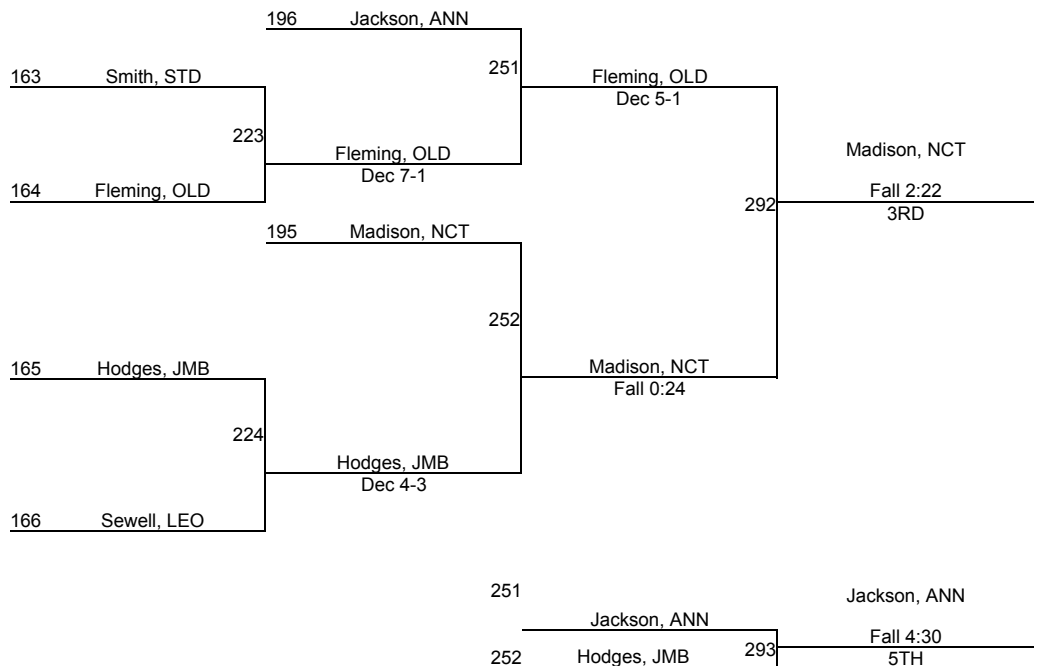 196 Jackson, ANN
163 Smith, STD
251
Fleming, OLD
Dec 5-1
223
Fleming, OLD
Dec 7-1
Madison, NCT
164 Fleming, OLD
Fall 2:22
292
3RD
195 Madison, NCT
252
165 Hodges, JMB
Madison, NCT
Fall 0:24
224
Hodges, JMB
Dec 4-3
166 Sewell, LEO
251
Jackson, ANN
Jackson, ANN
Fall 4:30
293
5TH
252 Hodges, JMB